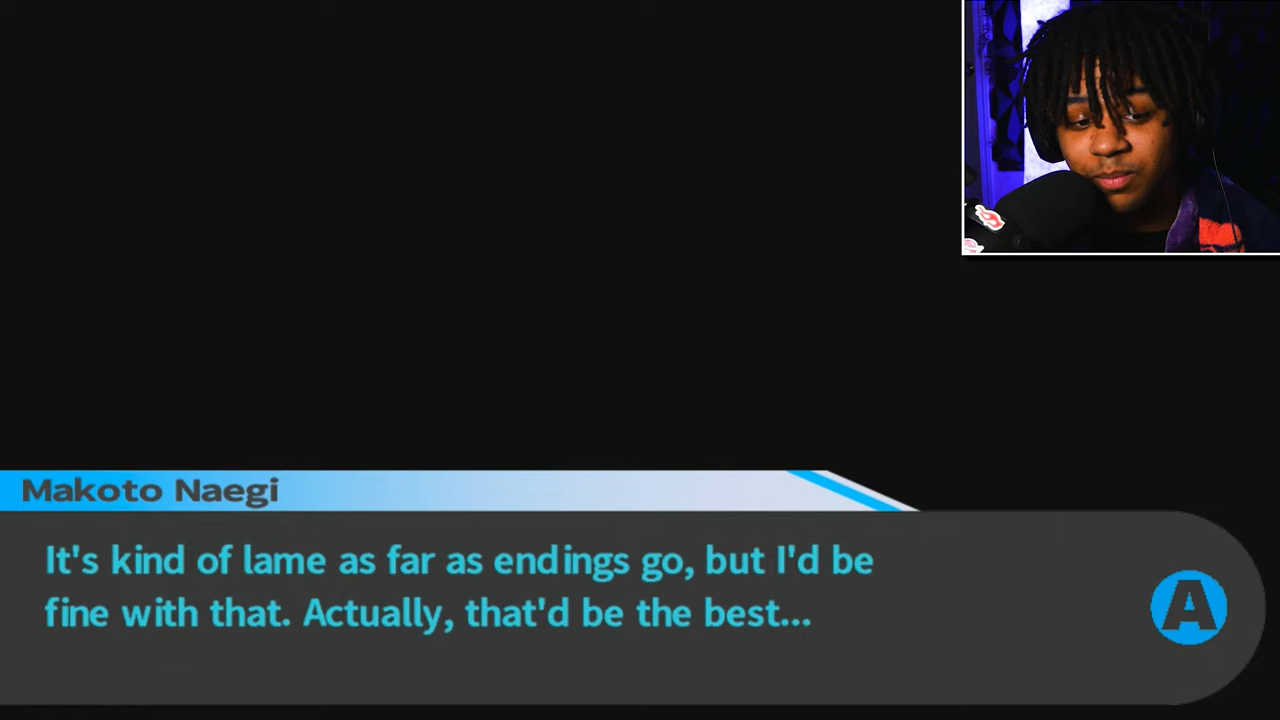 Makoto Naegi
It's kind of lame as far as endings go, but I'd be
fine with that. Actually, that'd be the best...
A